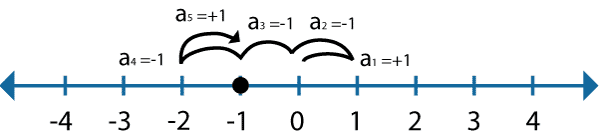 a5 =+1 a3 =-1 a2 =-1
a4 =-1 a1 =+1
-4 -3 -2 -1 0 1 2 3 4